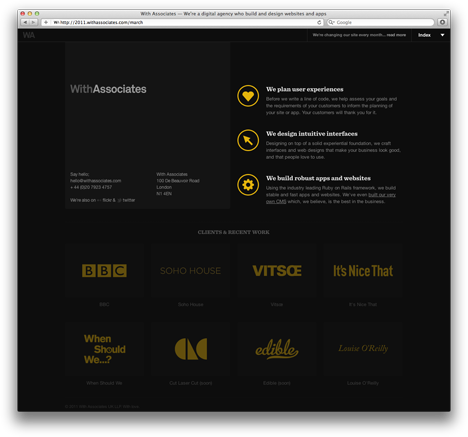 With Associates — We're a digital agency who build and design websites and apps
http://2011.withassociates.com/march
Google
WA
We're changing our site every month... read more
Index
WithAssociates
We plan user experiences
Before we write a line of code, we help assess your goals and
the requirements of your customers to inform the planning of
your site or app. Your customers will thank you for it.
We design intuitive interfaces
Designing on top of a solid experiential foundation, we craft
interfaces and web designs that make your business look good,
and that people love to use.
Say hello,
hello@withassociates.com
+ 44 (0)20 7923 4757
We're also on flickr & twitter
With Associates
100 De Beauvoir Road
London
N1 4EN
We build robust apps and websites
Using the industry leading Ruby on Rails framework, we build
stable and fast apps and websites. We've even built our very
own CMS which, we believe, is the best in the business.
CLIENTS & RECENT WORK
BBC
SOHO HOUSE
VITSŒ
It's Nice That
BBC
Soho House
Vitsœ
It's Nice That
When
Should
We...?
edible
Louise O'Reilly
When Should We
Cut Laser Cut
Louise O'Reilly